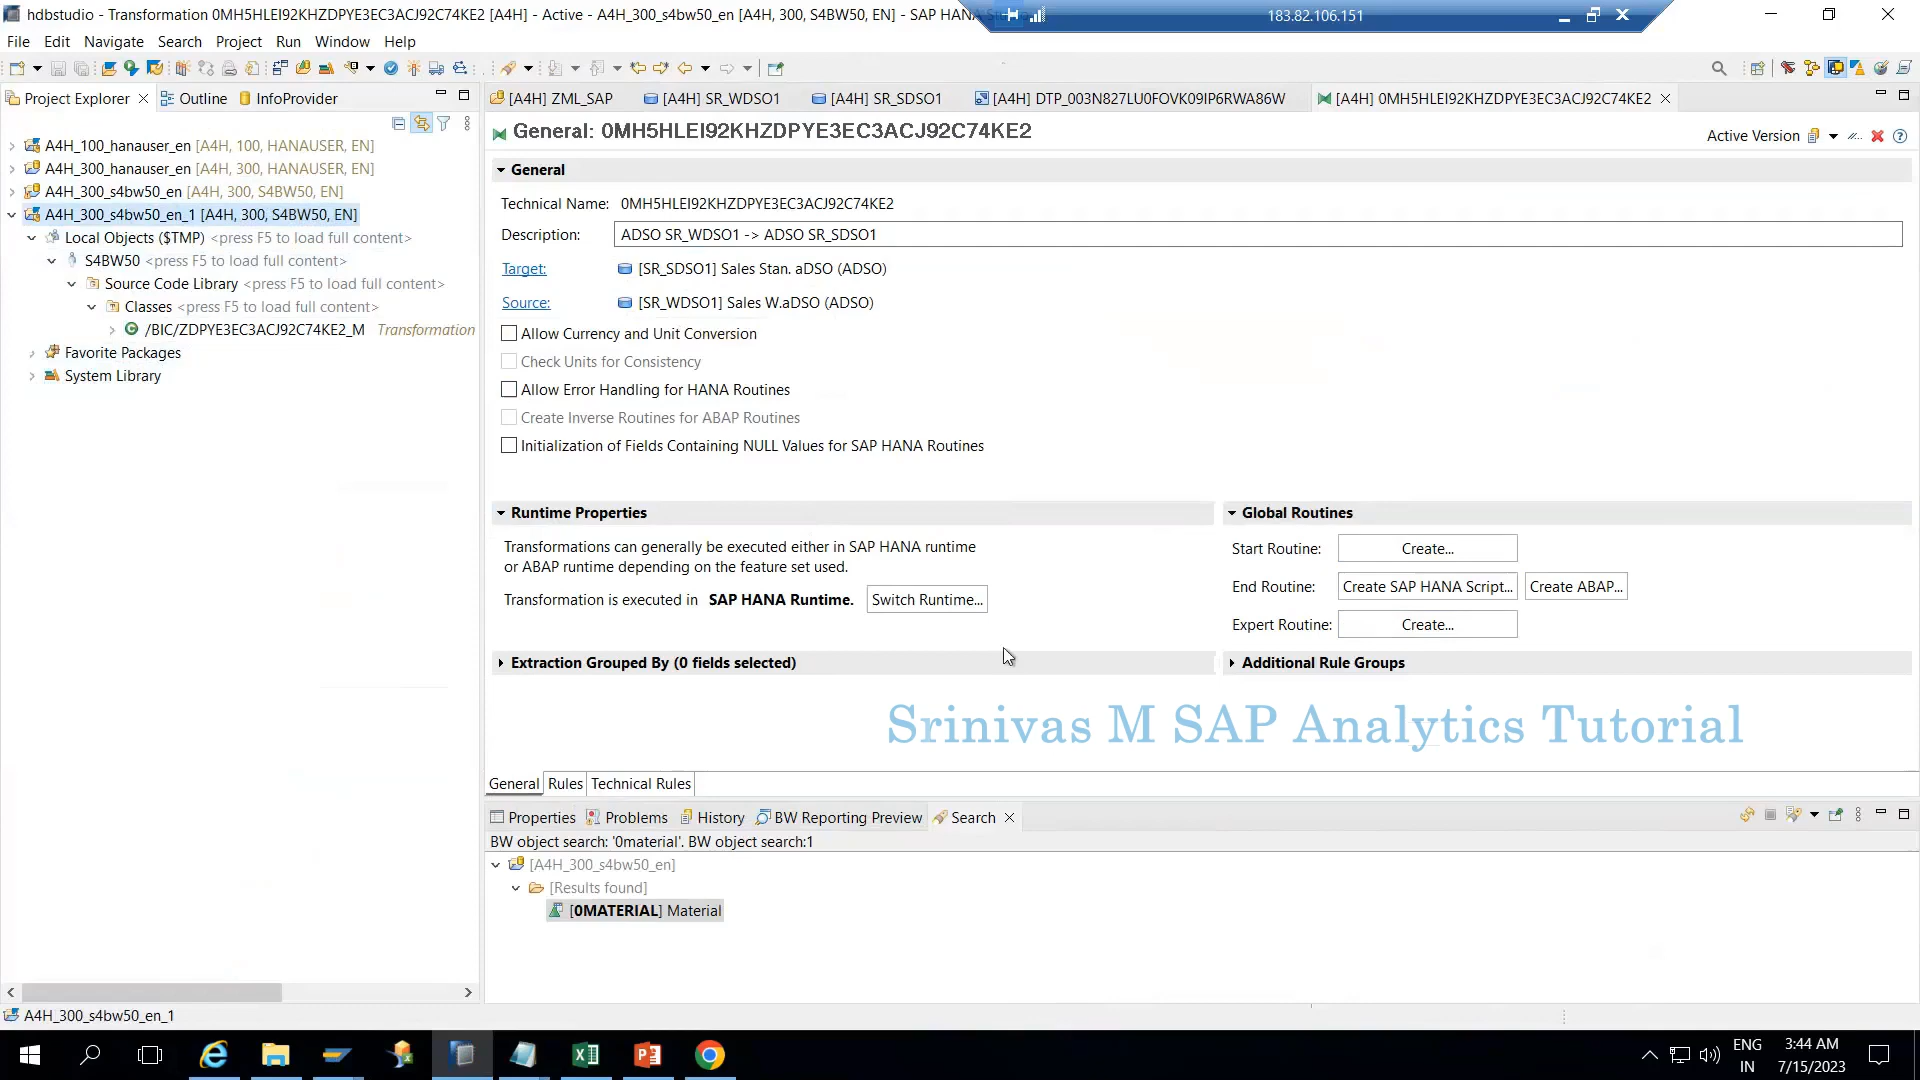 hdbstudio - Transformation 0MH5HLEI92KHZDPYE3EC3ACJ92C74KE2 [A4H] - Active - A4H_300_s4bw50_en [A4H, 300, S4BW50, EN] - SAP HANA
183.82.106.151
File Edit Navigate Search Project Run Window Help
Project Explorer Outline InfoProvider
[A4H] ZML_SAP [A4H] SR_WDSO1 [A4H] SR_SDSO1 [A4H] DTP_003N827LU0FOVK09IP6RWA86W [A4H] 0MH5HLEI92KHZDPYE3EC3ACJ92C74KE2
General: 0MH5HLEI92KHZDPYE3EC3ACJ92C74KE2
Active Version
A4H_100_hanauser_en [A4H, 100, HANAUSER, EN]
A4H_300_hanauser_en [A4H, 300, HANAUSER, EN]
A4H_300_s4bw50_en [A4H, 300, S4BW50, EN]
A4H_300_s4bw50_en_1 [A4H, 300, S4BW50, EN]
Local Objects ($TMP) <press F5 to load full content>
S4BW50 <press F5 to load full content>
Source Code Library <press F5 to load full content>
Classes <press F5 to load full content>
/BIC/ZDPYE3EC3ACJ92C74KE2_M Transformation
Favorite Packages
System Library
General
Technical Name: 0MH5HLEI92KHZDPYE3EC3ACJ92C74KE2
Description: ADSO SR_WDSO1 -> ADSO SR_SDSO1
Target: [SR_SDSO1] Sales Stan. aDSO (ADSO)
Source: [SR_WDSO1] Sales W.aDSO (ADSO)
Allow Currency and Unit Conversion
Check Units for Consistency
Allow Error Handling for HANA Routines
Create Inverse Routines for ABAP Routines
Initialization of Fields Containing NULL Values for SAP HANA Routines
Runtime Properties
Transformations can generally be executed either in SAP HANA runtime
or ABAP runtime depending on the feature set used.
Transformation is executed in SAP HANA Runtime. Switch Runtime...
Global Routines
Start Routine: Create...
End Routine: Create SAP HANA Script... Create ABAP...
Expert Routine: Create...
Extraction Grouped By (0 fields selected)
Additional Rule Groups
Srinivas M SAP Analytics Tutorial
General Rules Technical Rules
Properties Problems History BW Reporting Preview Search
BW object search: '0material'. BW object search:1
[A4H_300_s4bw50_en]
[Results found]
[0MATERIAL] Material
A4H_300_s4bw50_en_1
ENG
IN
3:44 AM
7/15/2023